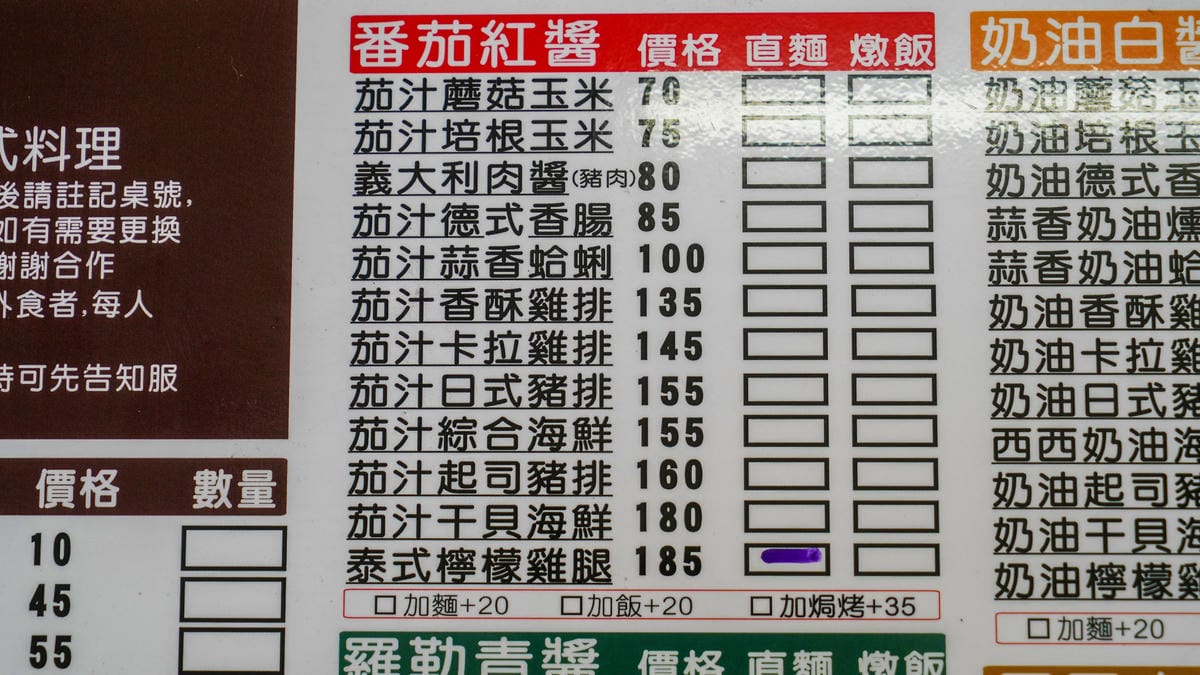 式料理
後請註記桌號,
如有需要更換
謝謝合作
外食者,每人
時可先告知服
價格 數量
10
45
55
番茄紅醬 價格 直麵 燉飯
茄汁蘑菇玉米 70
茄汁培根玉米 75
義大利肉醬(豬肉) 80
茄汁德式香腸 85
茄汁蒜香蛤蜊 100
茄汁香酥雞排 135
茄汁卡拉雞排 145
茄汁日式豬排 155
茄汁綜合海鮮 155
茄汁起司豬排 160
茄汁干貝海鮮 180
泰式檸檬雞腿 185
加麵+20 加飯+20 加焗烤+35
羅勒青醬 價格 直麵 燉飯
奶油白醬
奶油蘑菇玉
奶油培根玉
奶油德式香
蒜香奶油燻
蒜香奶油蛤
奶油香酥雞
奶油卡拉雞
奶油日式豬
西西奶油海
奶油起司豬
奶油干貝海
奶油檸檬雞
加麵+20